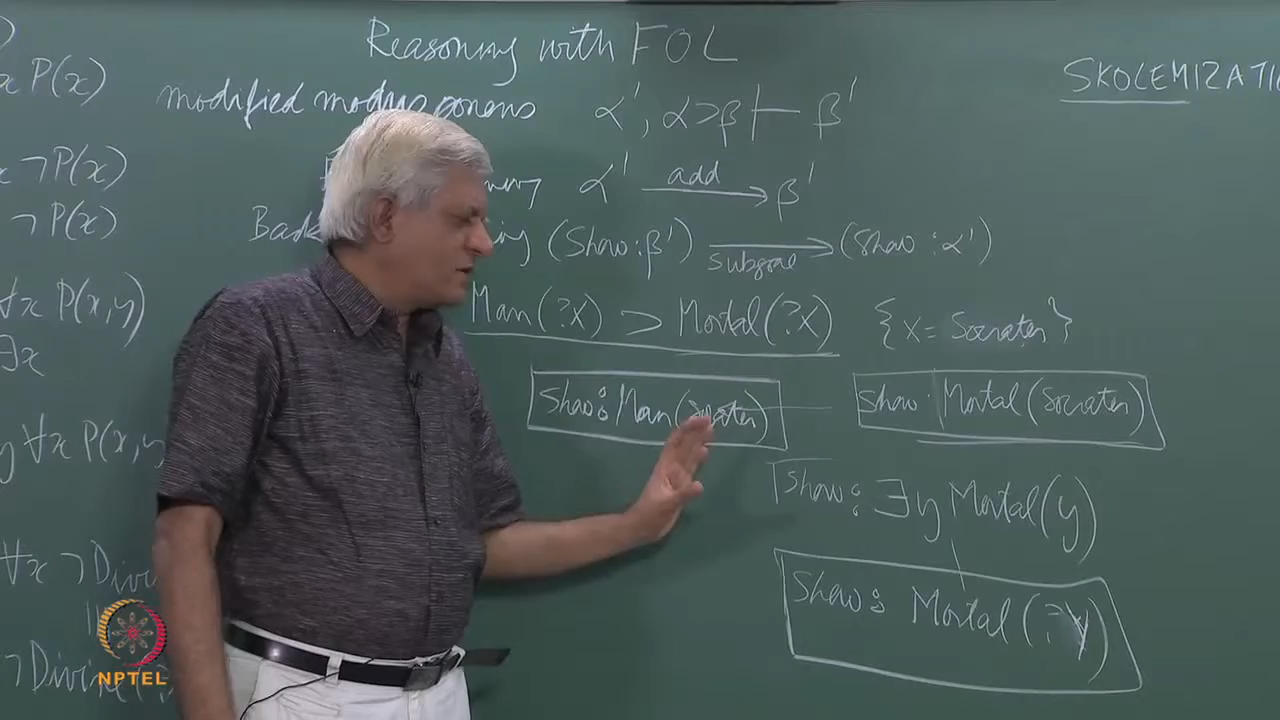 Reasoning with FOL
SKOLEMIZATI
x P(x)
modified modus ponens α', α⊃β ⊢ β'
¬P(x)
α' add→ β'
¬P(x)
(Show:β') subgoal→ (Show:α')
∀x P(x,y)
Man(?X) ⊃ Mortal(?X) {X=Socrates}
∃x
Show: Man(Socrates) Show: Mortal(Socrates)
y ∀x P(x,y
Show: ∃y Mortal(y)
∀x ¬Divi
Show: Mortal(?Y)
¬Divine(?
NPTEL